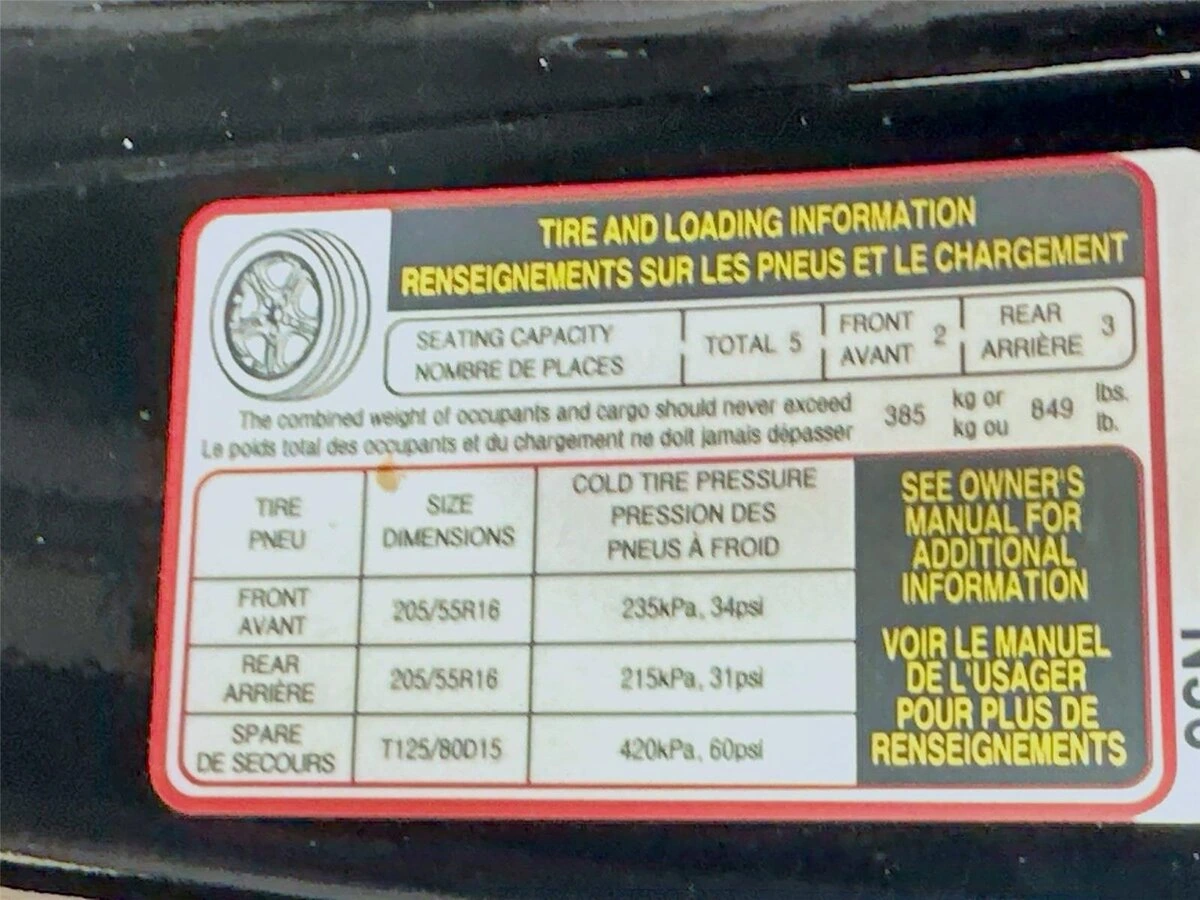 TIRE AND LOADING INFORMATION
RENSEIGNEMENTS SUR LES PNEUS ET LE CHARGEMENT
SEATING CAPACITY
NOMBRE DE PLACES
TOTAL 5
FRONT
AVANT
2
REAR
ARRIÈRE
3
The combined weight of occupants and cargo should never exceed
Le poids total des occupants et du chargement ne doit jamais dépasser
385
kg or
kg ou
849
lbs.
lb.
TIRE
PNEU
SIZE
DIMENSIONS
COLD TIRE PRESSURE
PRESSION DES
PNEUS À FROID
FRONT
AVANT
205/55R16
235kPa, 34psi
REAR
ARRIÈRE
205/55R16
215kPa, 31psi
SPARE
DE SECOURS
T125/80D15
420kPa, 60psi
SEE OWNER'S
MANUAL FOR
ADDITIONAL
INFORMATION
VOIR LE MANUEL
DE L'USAGER
POUR PLUS DE
RENSEIGNEMENTS